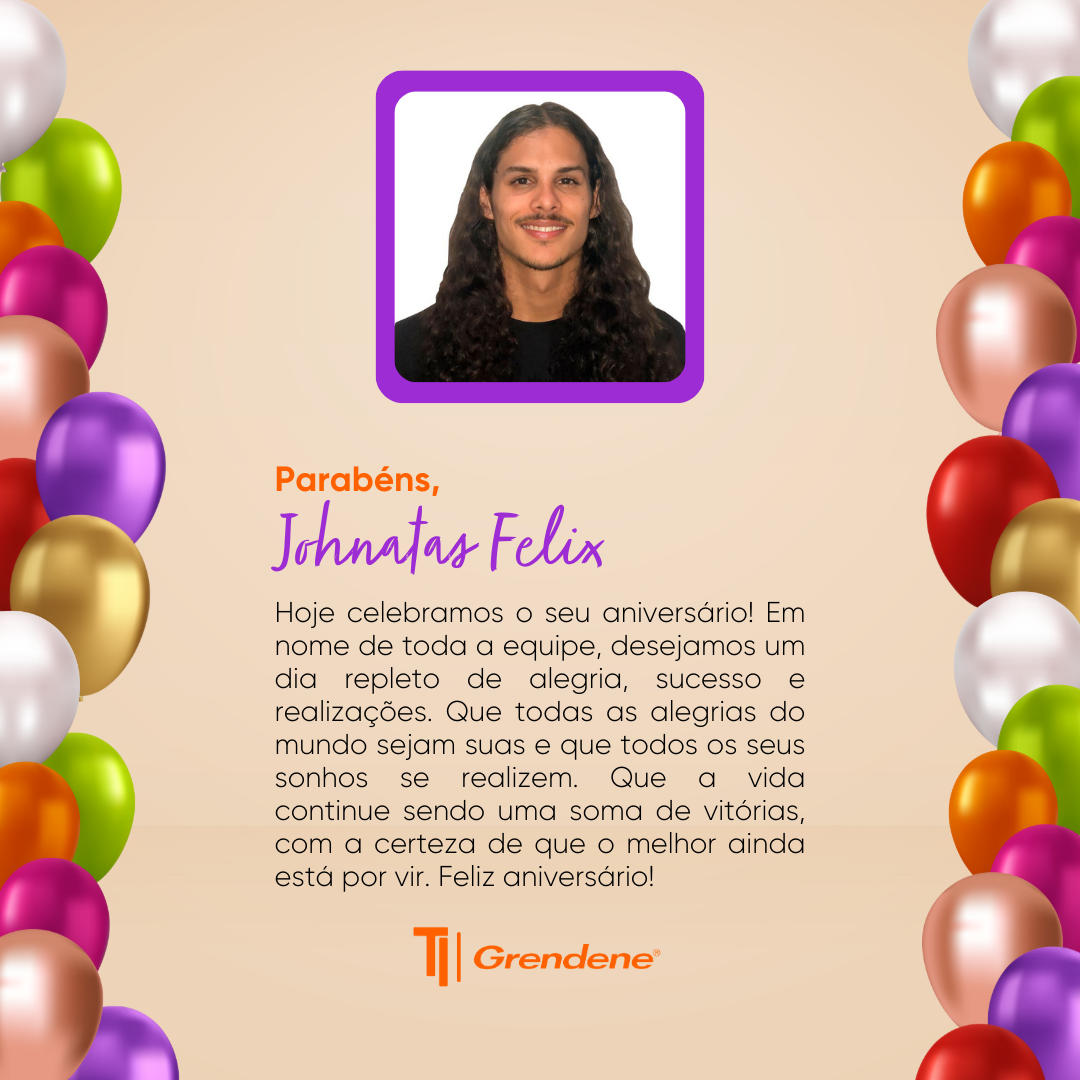 Parabéns,
Johnatas Felix
Hoje celebramos o seu aniversário! Em
nome de toda a equipe, desejamos um
dia repleto de alegria, sucesso e
realizações. Que todas as alegrias do
mundo sejam suas e que todos os seus
sonhos se realizem. Que a vida
continue sendo uma soma de vitórias,
com a certeza de que o melhor ainda
está por vir. Feliz aniversário!
TI | Grendene®